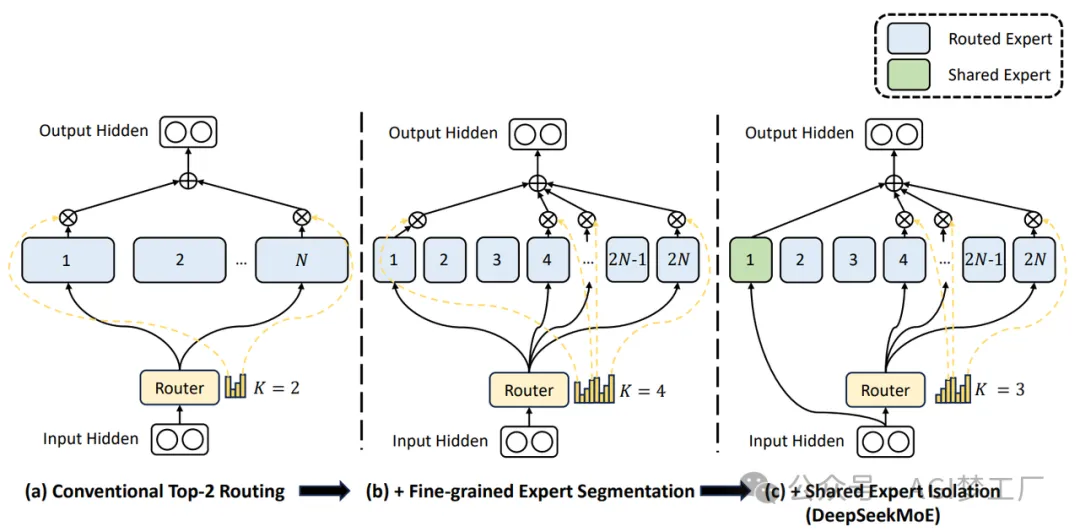 Routed Expert
Shared Expert
Output Hidden
1
2
...
N
Router
K = 2
Input Hidden
(a) Conventional Top-2 Routing
Output Hidden
1
2
3
4
...
2N-1
2N
Router
K = 4
Input Hidden
(b) + Fine-grained Expert Segmentation
Output Hidden
1
2
3
4
...
2N-1
2N
Router
K = 3
Input Hidden
(c) + Shared Expert Isolation
(DeepSeekMoE)
公众号 · AGI梦工厂